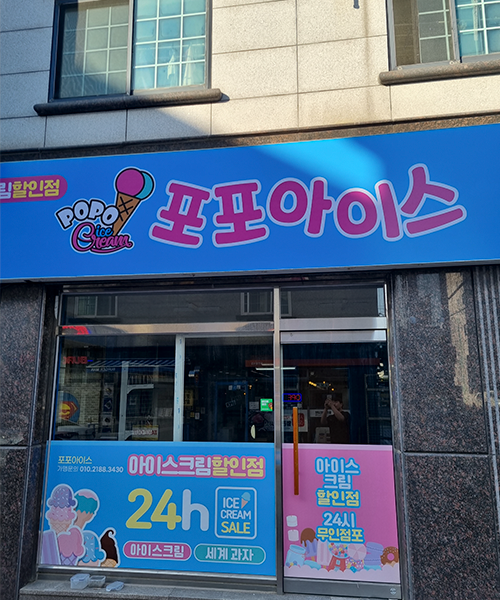 림할인점
POPO
ice
Cream
포포아이스
포포아이스
가맹문의 010.2188.3430
아이스크림할인점
24h
ICE
CREAM
SALE
아이스크림
세계 과자
아이스
크림
할인점
24시
무인점포